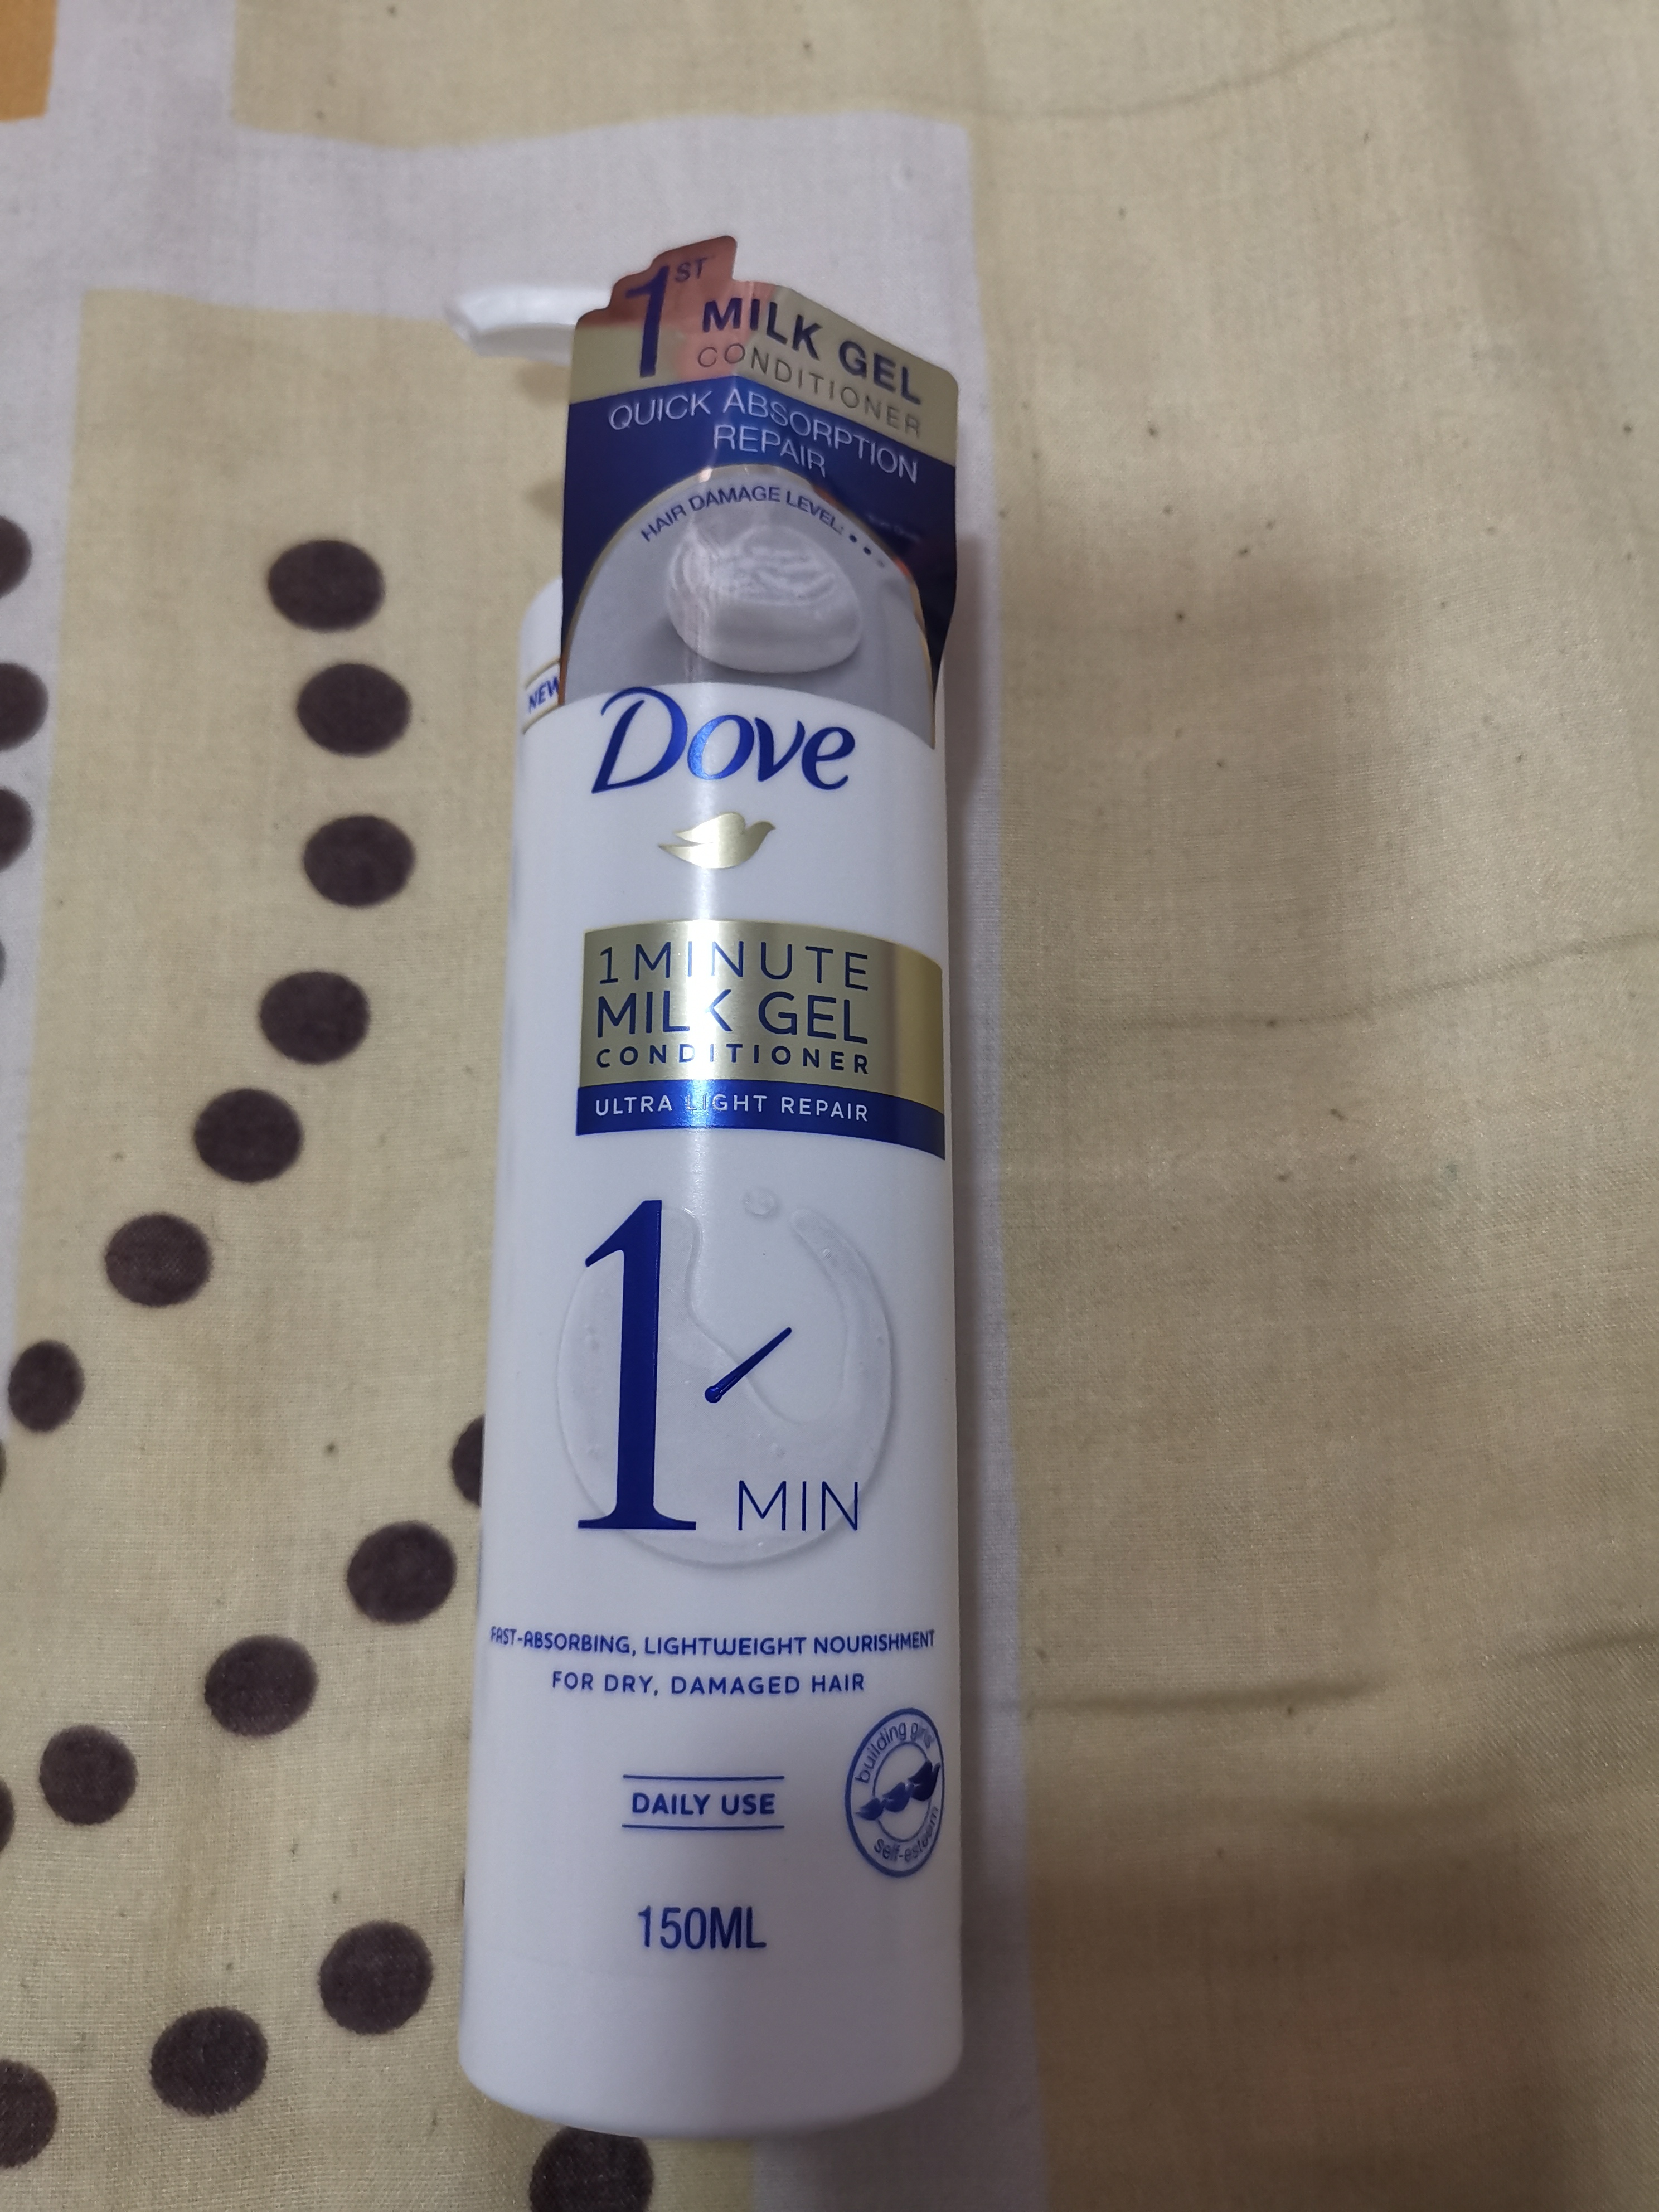 1ST
MILK GEL
CONDITIONER
QUICK ABSORPTION
REPAIR
HAIR DAMAGE LEVEL:
NEW
Dove
1 MINUTE
MILK GEL
CONDITIONER
ULTRA LIGHT REPAIR
1 MIN
FAST-ABSORBING, LIGHTWEIGHT NOURISHMENT
FOR DRY, DAMAGED HAIR
building girls'
self-esteem
DAILY USE
150ML